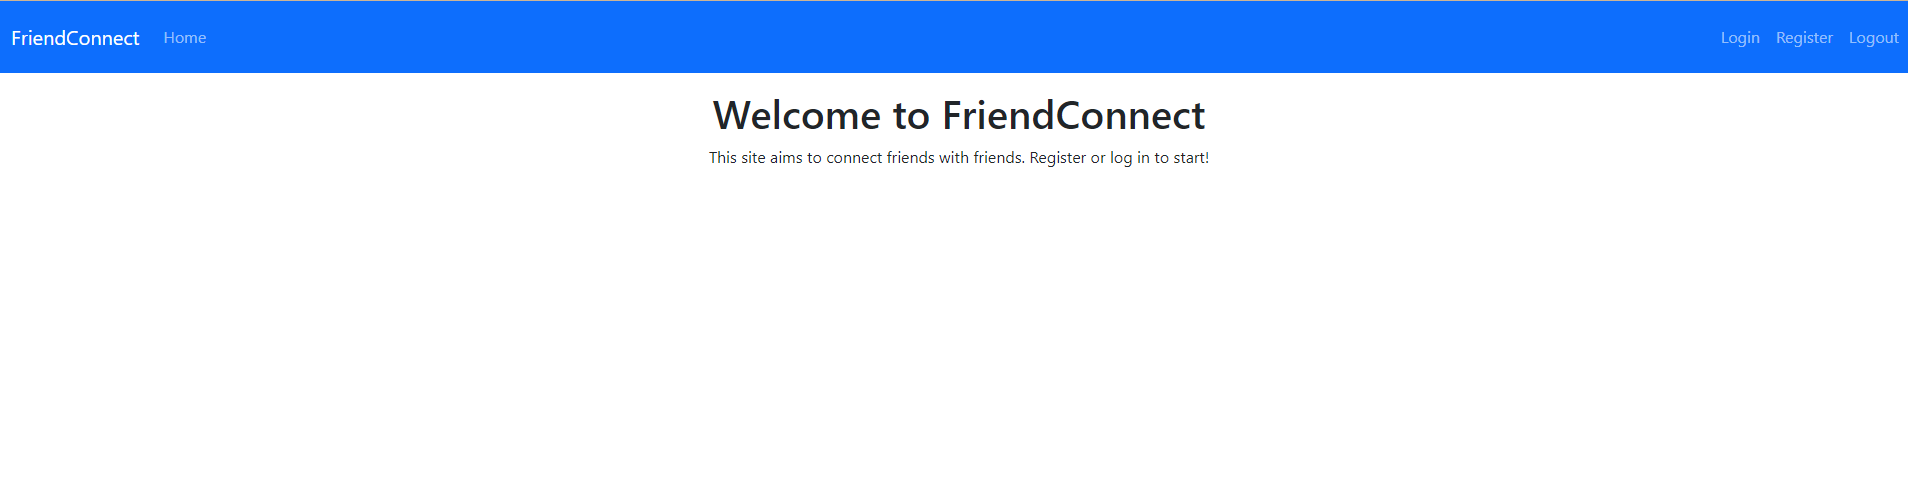 FriendConnect Home Login Register Logout
Welcome to FriendConnect
This site aims to connect friends with friends. Register or log in to start!